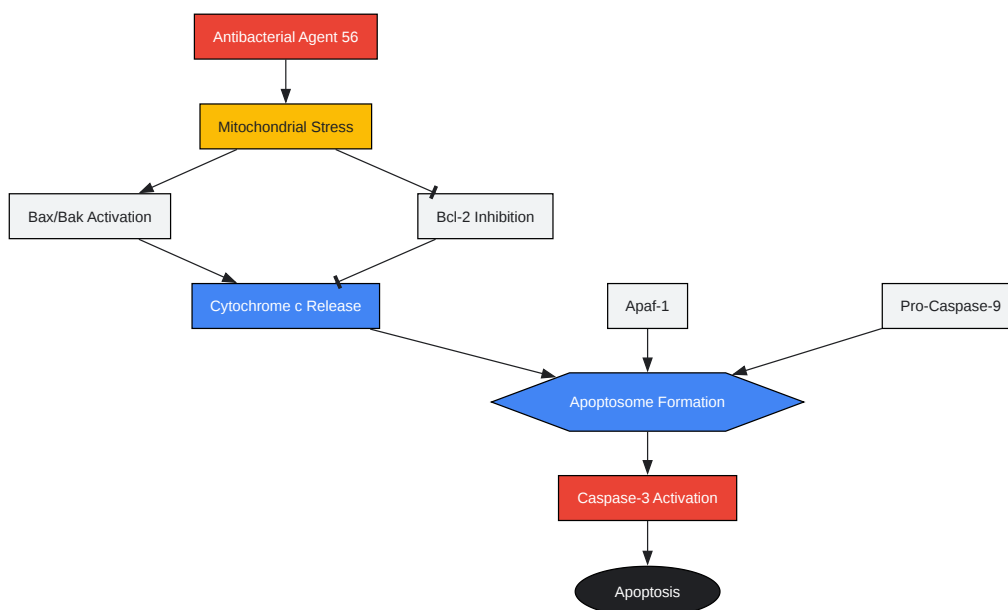 Antibacterial Agent 56
Mitochondrial Stress
Bax/Bak Activation
Bcl-2 Inhibition
Cytochrome c Release
Apaf-1
Pro-Caspase-9
Apoptosome Formation
Caspase-3 Activation
Apoptosis